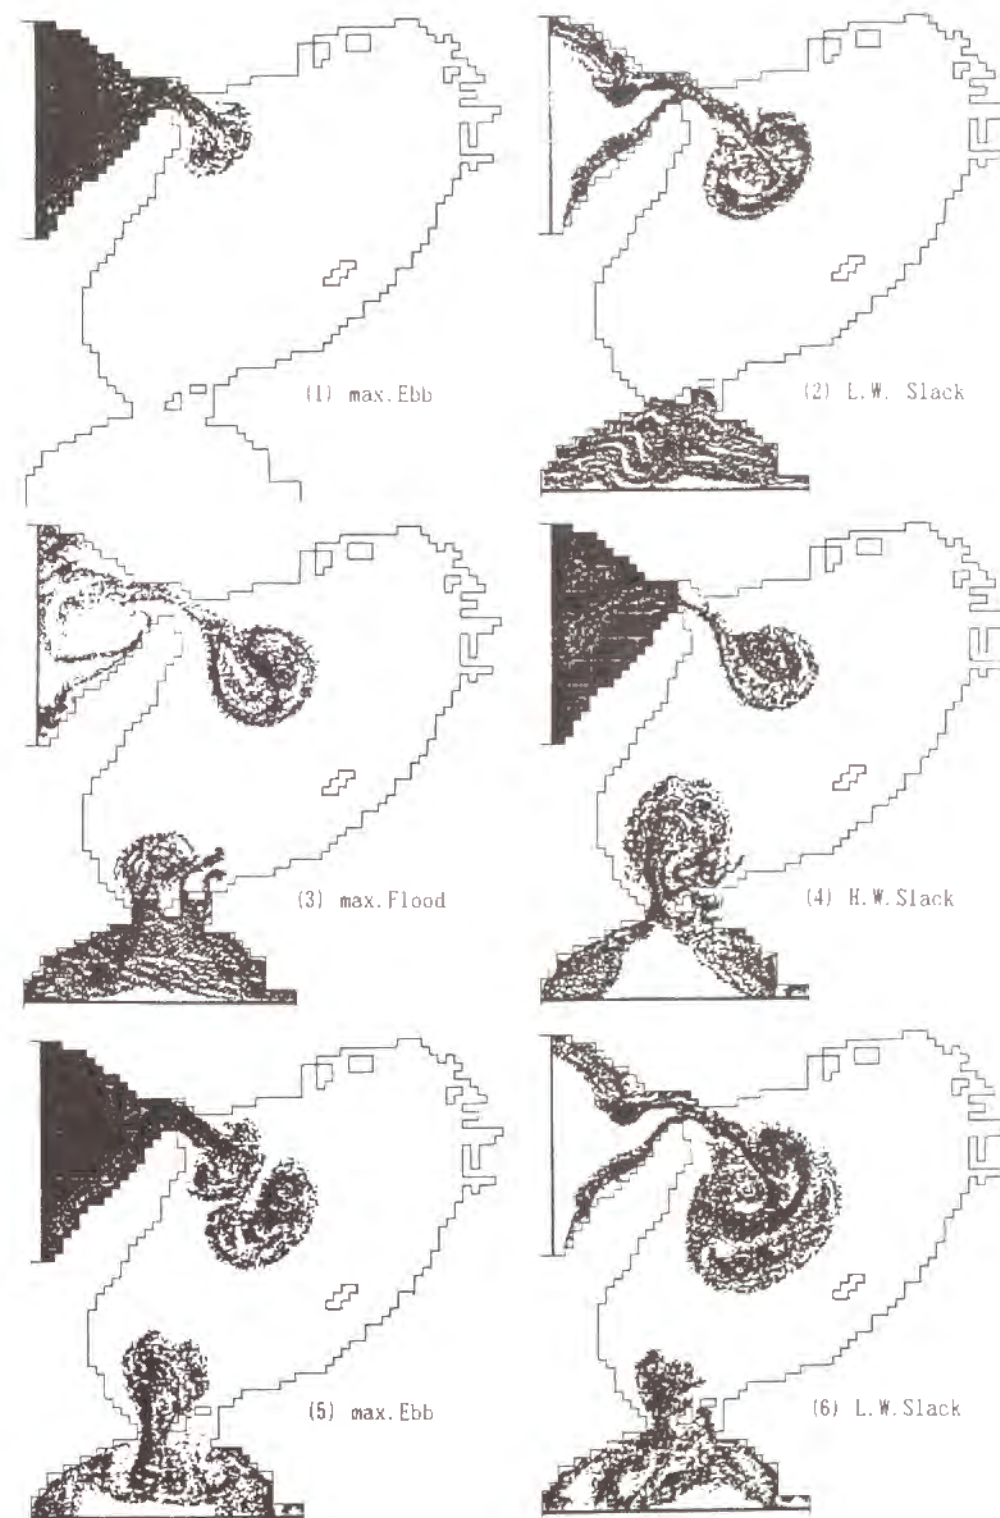 (1) max.Ebb
(2) L.W. Slack
(3) max.Flood
(4) H.W.Slack
(5) max.Ebb
(6) L.W.Slack